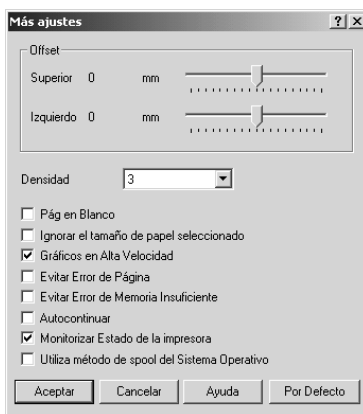 Más ajustes
Offset
Superior 0 mm
Izquierdo 0 mm
Densidad 3
Pág en Blanco
Ignorar el tamaño de papel seleccionado
Gráficos en Alta Velocidad
Evitar Error de Página
Evitar Error de Memoria Insuficiente
Autocontinuar
Monitorizar Estado de la impresora
Utiliza método de spool del Sistema Operativo
Aceptar Cancelar Ayuda Por Defecto